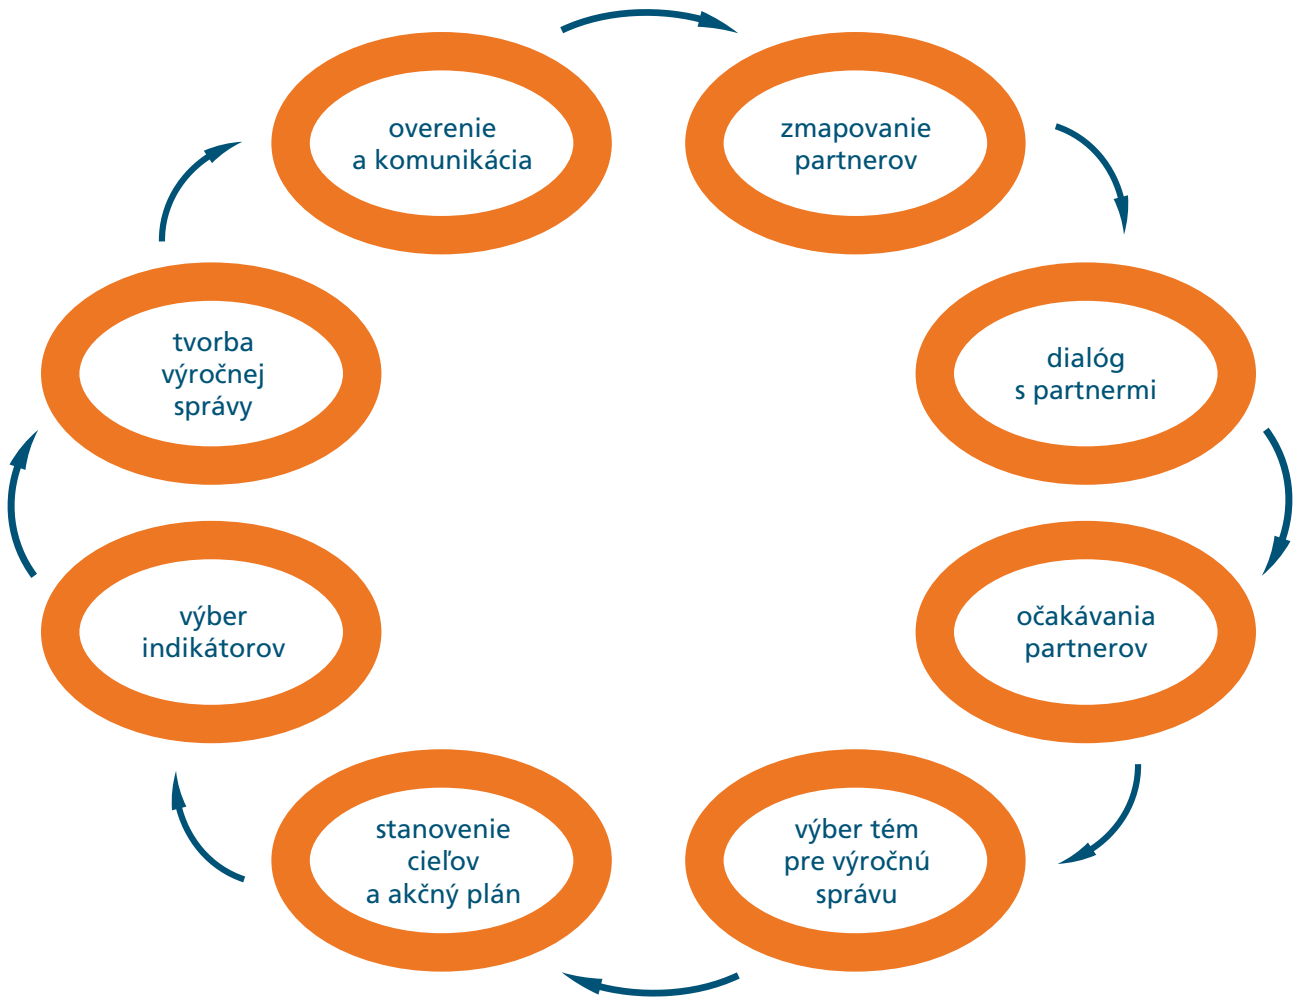 overenie
a komunikácia
zmapovanie
partnerov
dialóg
s partnermi
očakávania
partnerov
výber tém
pre výročnú
správu
stanovenie
cieľov
a akčný plán
výber
indikátorov
tvorba
výročnej
správy